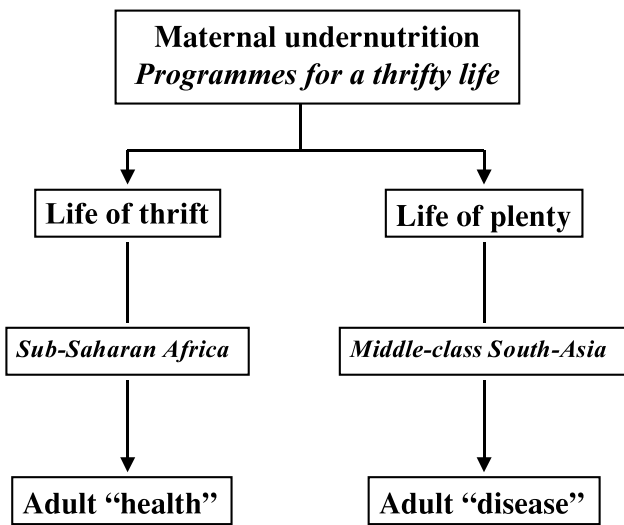 Maternal undernutrition
Programmes for a thrifty life
Life of thrift
Life of plenty
Sub-Saharan Africa
Middle-class South-Asia
Adult “health”
Adult “disease”